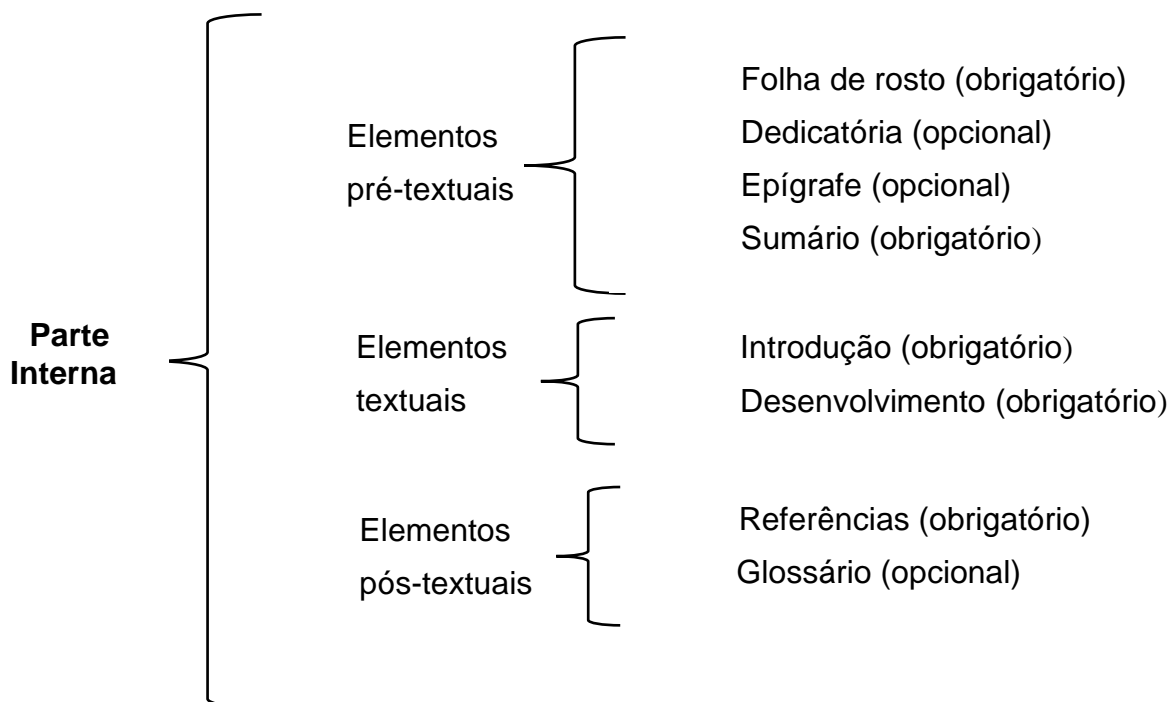 Parte
Interna
Elementos
pré-textuais
Folha de rosto (obrigatório)
Dedicatória (opcional)
Epígrafe (opcional)
Sumário (obrigatório)
Elementos
textuais
Introdução (obrigatório)
Desenvolvimento (obrigatório)
Elementos
pós-textuais
Referências (obrigatório)
Glossário (opcional)